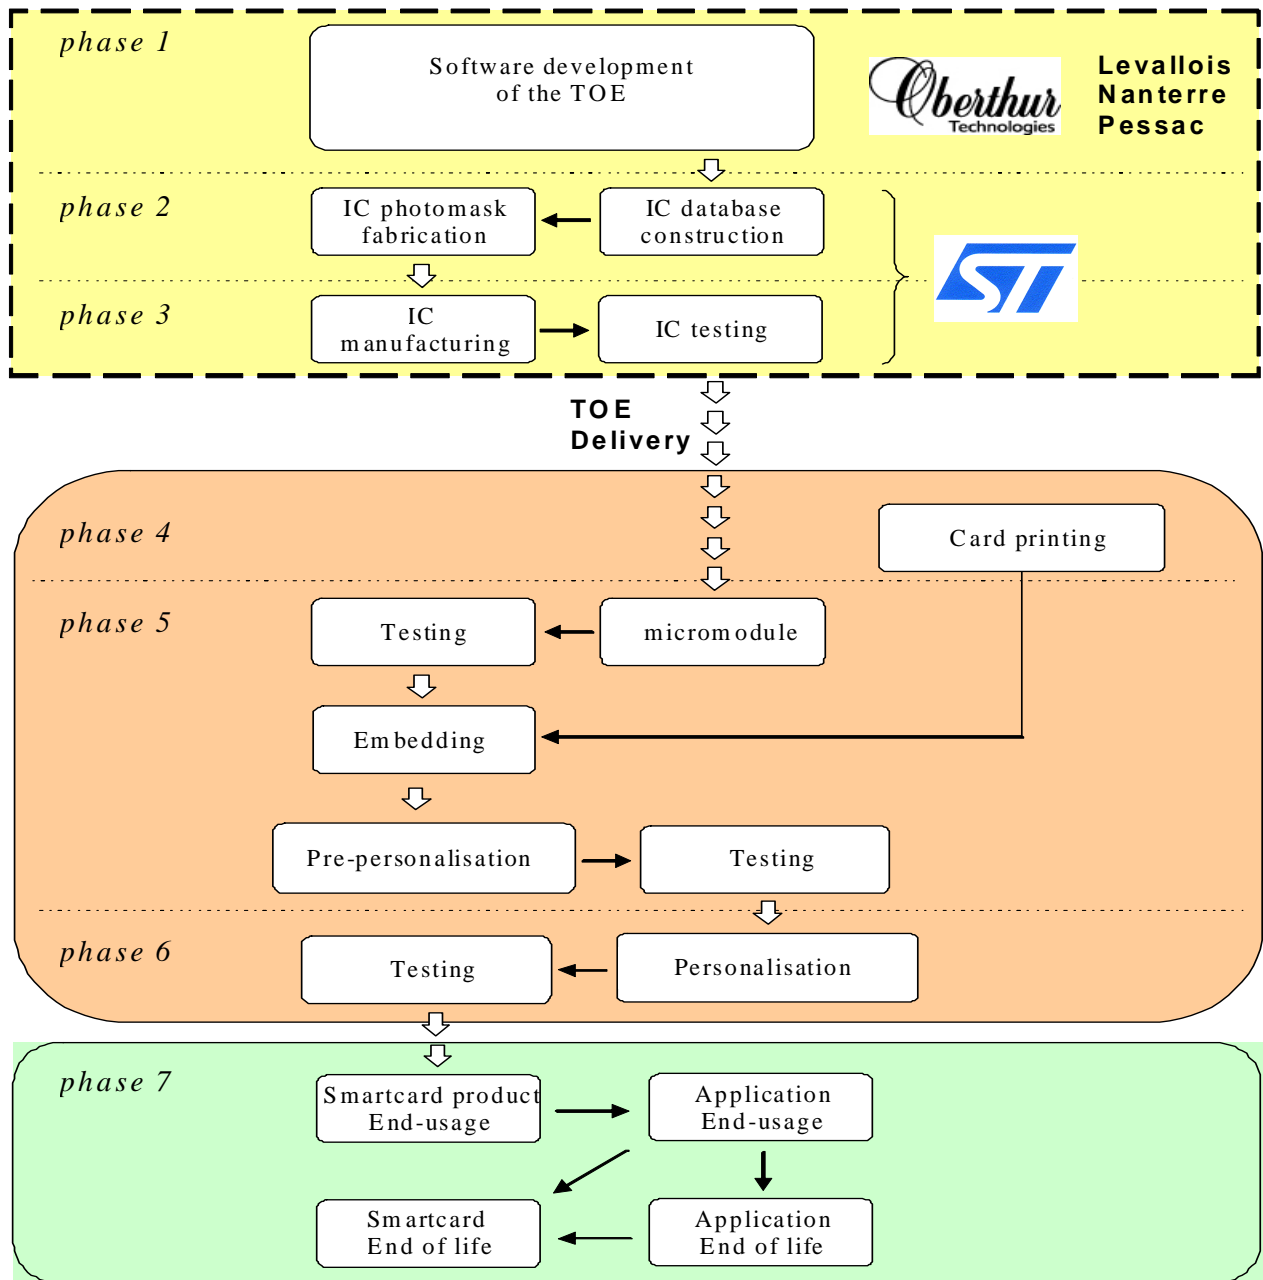 phase 1
Software development
of the TOE
Oberthur
Technologies
Levallois
Nanterre
Pessac
phase 2
IC photomask
fabrication
IC database
construction
ST
phase 3
IC
manufacturing
IC testing
TOE
Delivery
phase 4
Card printing
phase 5
Testing
micromodule
Embedding
Pre-personalisation
Testing
phase 6
Testing
Personalisation
phase 7
Smartcard product
End-usage
Application
End-usage
Smartcard
End of life
Application
End of life